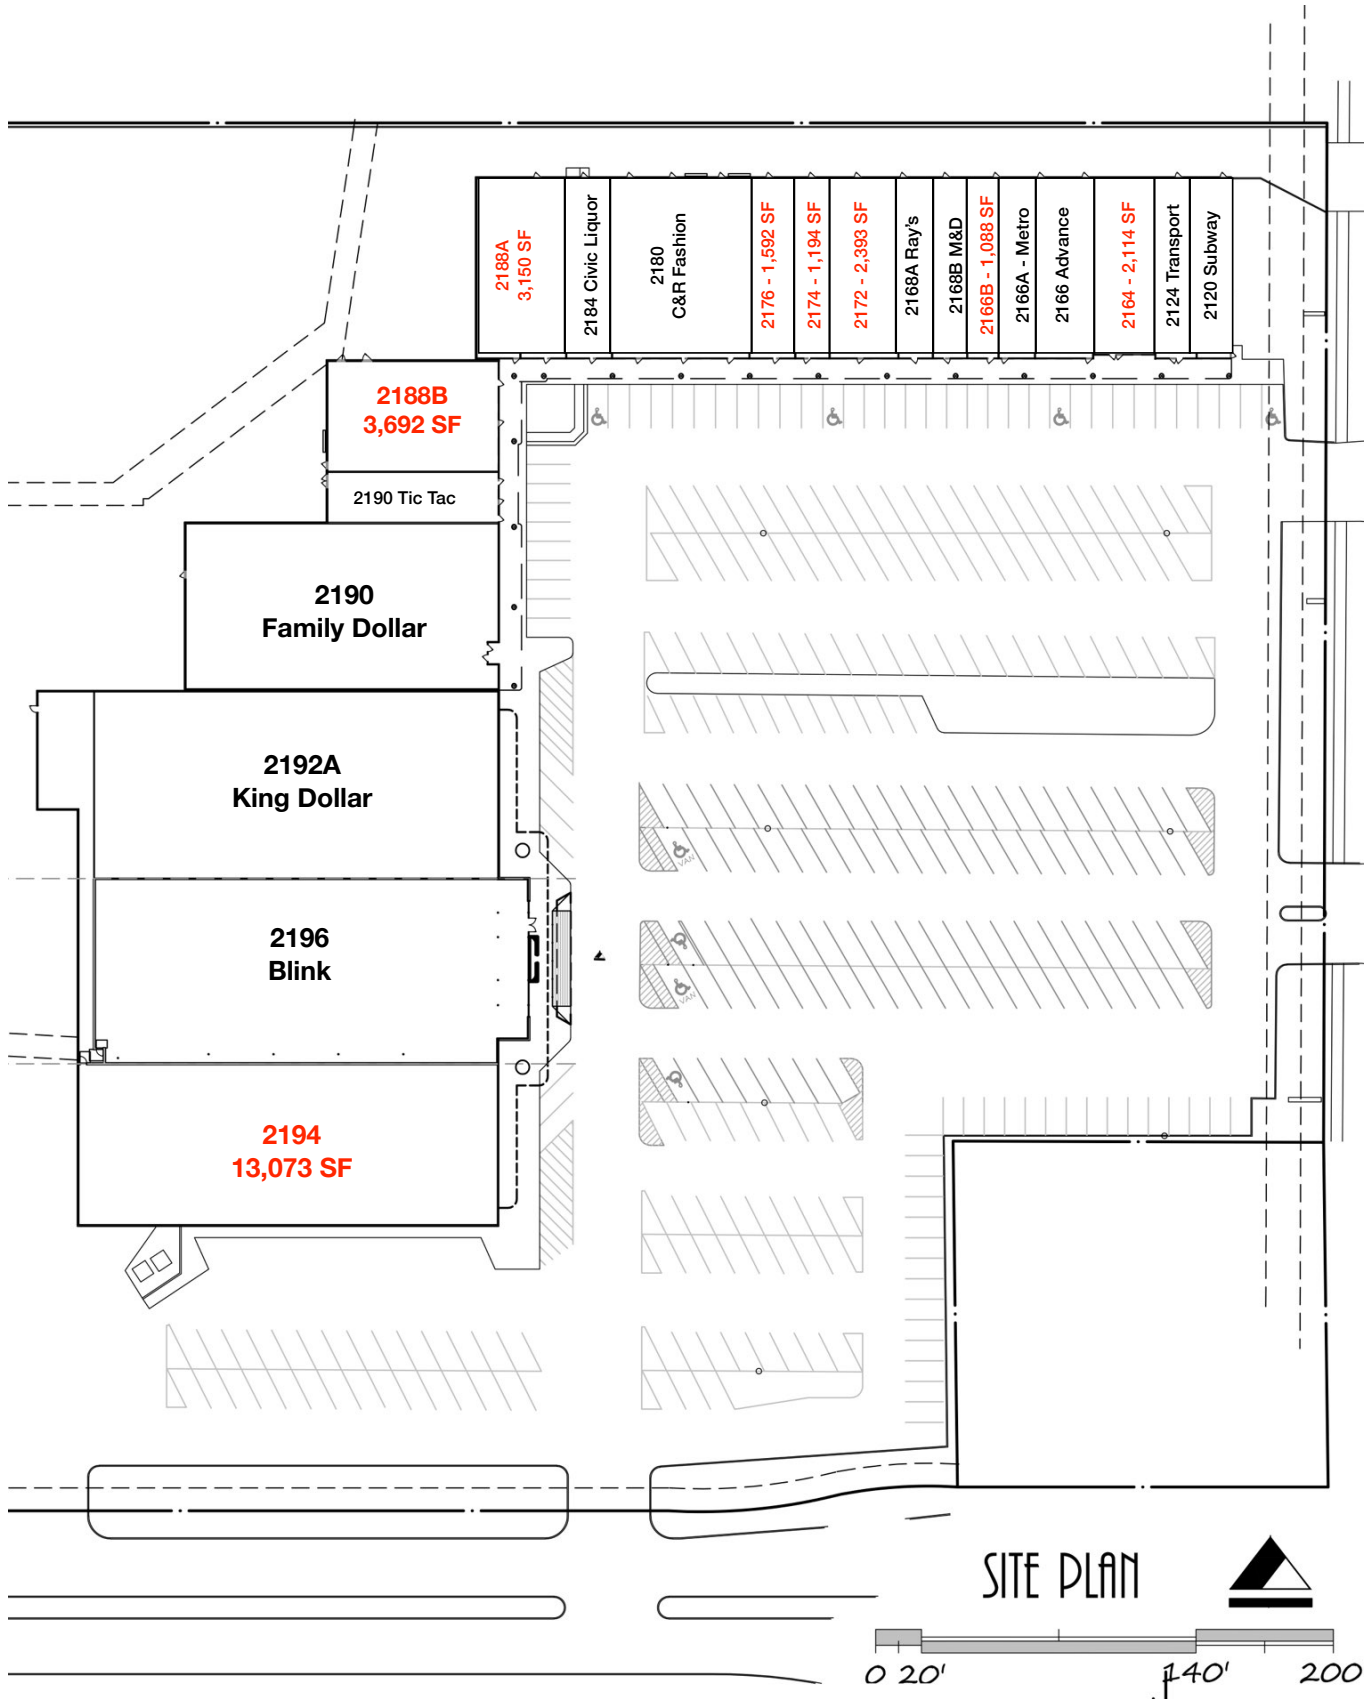 2188A
3,150 SF
2184 Civic Liquor
2180
C&R Fashion
2176 - 1,592 SF
2174 - 1,194 SF
2172 - 2,393 SF
2168A Ray's
2168B M&D
2166B - 1,088 SF
2166A - Metro
2166 Advance
2164 - 2,114 SF
2124 Transport
2120 Subway
2188B
3,692 SF
2190 Tic Tac
2190
Family Dollar
2192A
King Dollar
VAN
2196
Blink
VAN
2194
13,073 SF
SITE PLAN
0 20' 140' 200